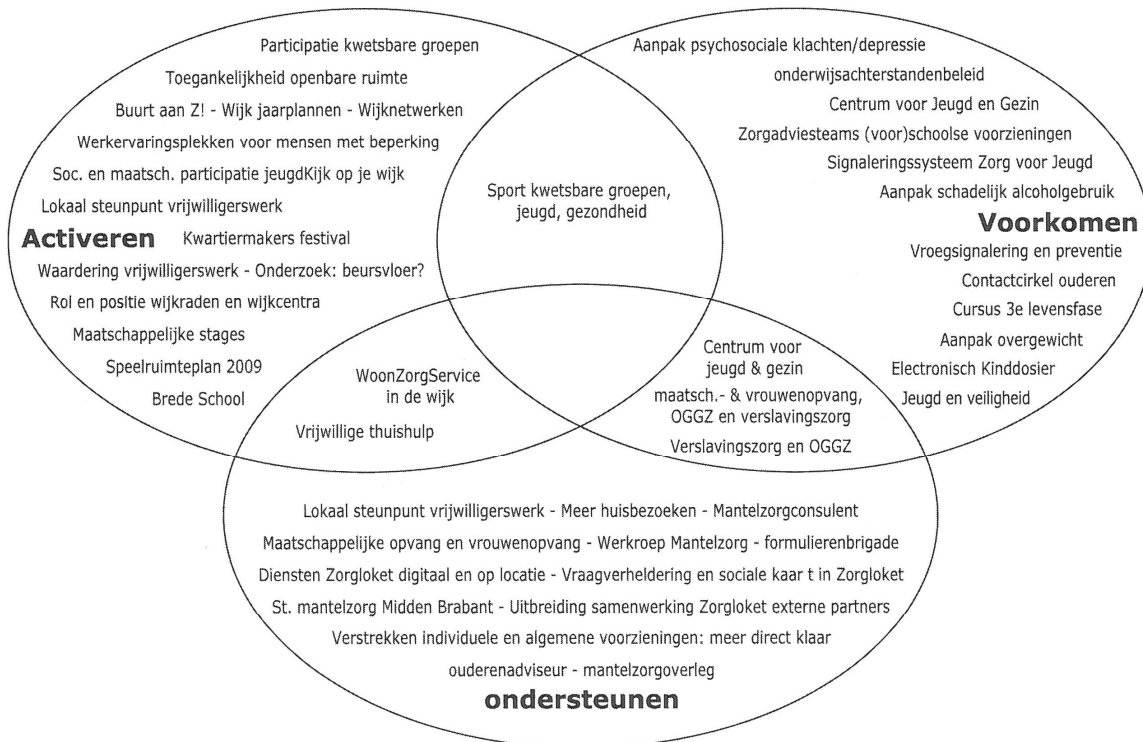 Participatie kwetsbare groepen
Toegankelijkheid openbare ruimte
Buurt aan Z! - Wijk jaarplannen - Wijknetwerken
Werkervaringsplekken voor mensen met beperking
Soc. en maatsch. participatie jeugdKijk op je wijk
Lokaal steunpunt vrijwilligerswerk
Activeren Kwartiermakers festival
Waardering vrijwilligerswerk - Onderzoek: beursvloer?
Rol en positie wijkraden en wijkcentra
Maatschappelijke stages
Speelruimteplan 2009
Brede School
Sport kwetsbare groepen,
jeugd, gezondheid
Aanpak psychosociale klachten/depressie
onderwijsachterstandenbeleid
Centrum voor Jeugd en Gezin
Zorgadviesteams (voor)schoolse voorzieningen
Signaleringssysteem Zorg voor Jeugd
Aanpak schadelijk alcoholgebruik
Voorkomen
Vroegsignalering en preventie
Contactcirkel ouderen
Cursus 3e levensfase
Aanpak overgewicht
Electronisch Kinddosier
Jeugd en veiligheid
WoonZorgService
in de wijk
Vrijwillige thuishulp
Centrum voor
jeugd & gezin
maatsch.- & vrouwenopvang,
OGGZ en verslavingszorg
Verslavingszorg en OGGZ
Lokaal steunpunt vrijwilligerswerk - Meer huisbezoeken - Mantelzorgconsulent
Maatschappelijke opvang en vrouwenopvang - Werkroep Mantelzorg - formulierenbrigade
Diensten Zorgloket digitaal en op locatie - Vraagverheldering en sociale kaar t in Zorgloket
St. mantelzorg Midden Brabant - Uitbreiding samenwerking Zorgloket externe partners
Verstrekken individuele en algemene voorzieningen: meer direct klaar
ouderenadviseur - mantelzorgoverleg
ondersteunen